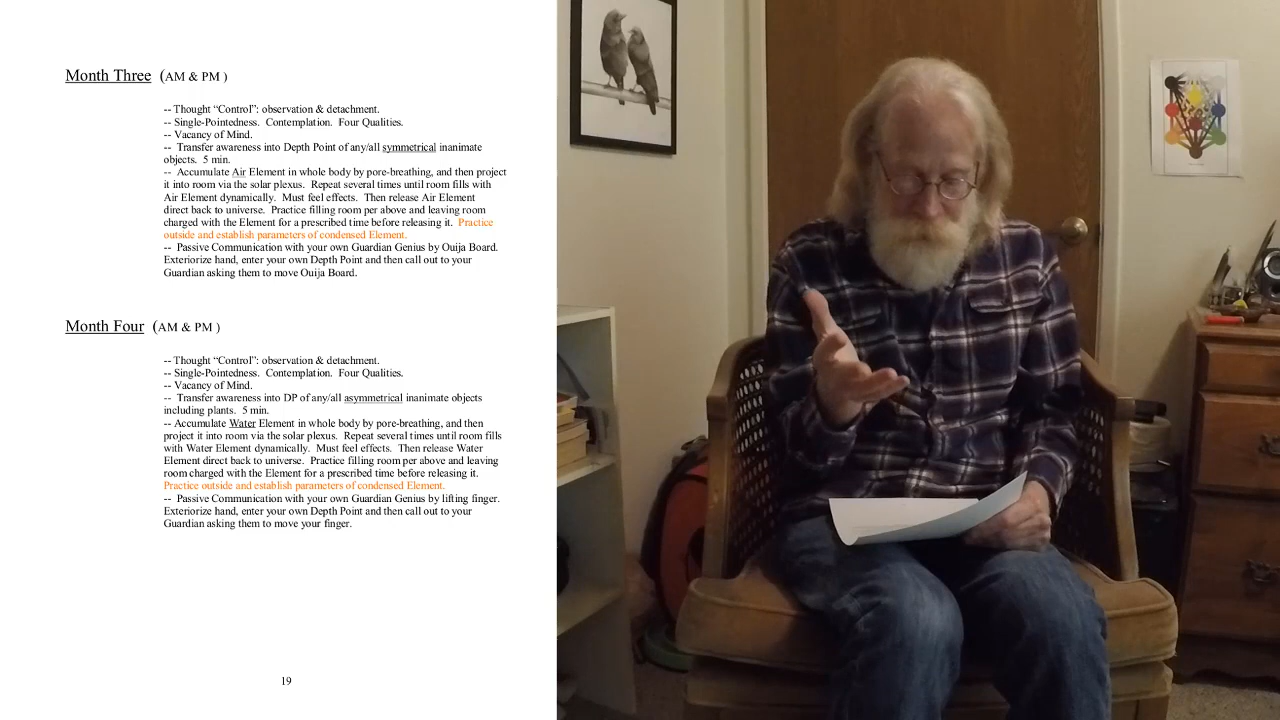 Month Three (AM & PM )
-- Thought “Control”: observation & detachment.
-- Single-Pointedness. Contemplation. Four Qualities.
-- Vacancy of Mind.
-- Transfer awareness into Depth Point of any/all symmetrical inanimate
objects. 5 min.
-- Accumulate Air Element in whole body by pore-breathing, and then project
it into room via the solar plexus. Repeat several times until room fills with
Air Element dynamically. Must feel effects. Then release Air Element
direct back to universe. Practice filling room per above and leaving room
charged with the Element for a prescribed time before releasing it. Practice
outside and establish parameters of condensed Element.
-- Passive Communication with your own Guardian Genius by Ouija Board.
Exteriorize hand, enter your own Depth Point and then call out to your
Guardian asking them to move Ouija Board.
Month Four (AM & PM )
-- Thought “Control”: observation & detachment.
-- Single-Pointedness. Contemplation. Four Qualities.
-- Vacancy of Mind.
-- Transfer awareness into DP of any/all asymmetrical inanimate objects
including plants. 5 min.
-- Accumulate Water Element in whole body by pore-breathing, and then
project it into room via the solar plexus. Repeat several times until room fills
with Water Element dynamically. Must feel effects. Then release Water
Element direct back to universe. Practice filling room per above and leaving
room charged with the Element for a prescribed time before releasing it.
Practice outside and establish parameters of condensed Element.
-- Passive Communication with your own Guardian Genius by lifting finger.
Exteriorize hand, enter your own Depth Point and then call out to your
Guardian asking them to move your finger.
19